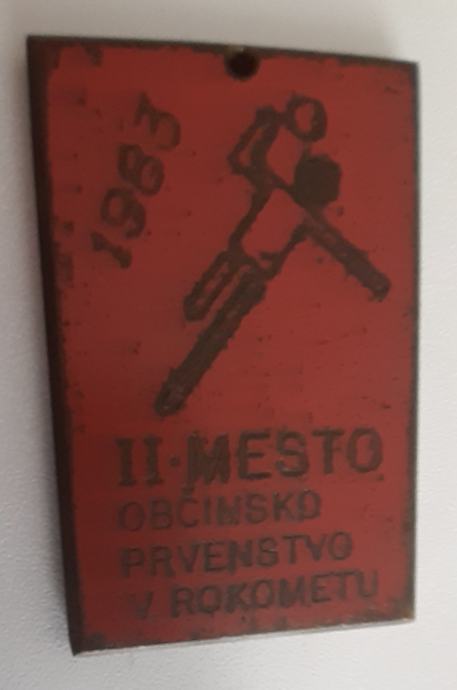 1983
II·MESTO
OBČINSKO
PRVENSTVO
V ROKOMETU